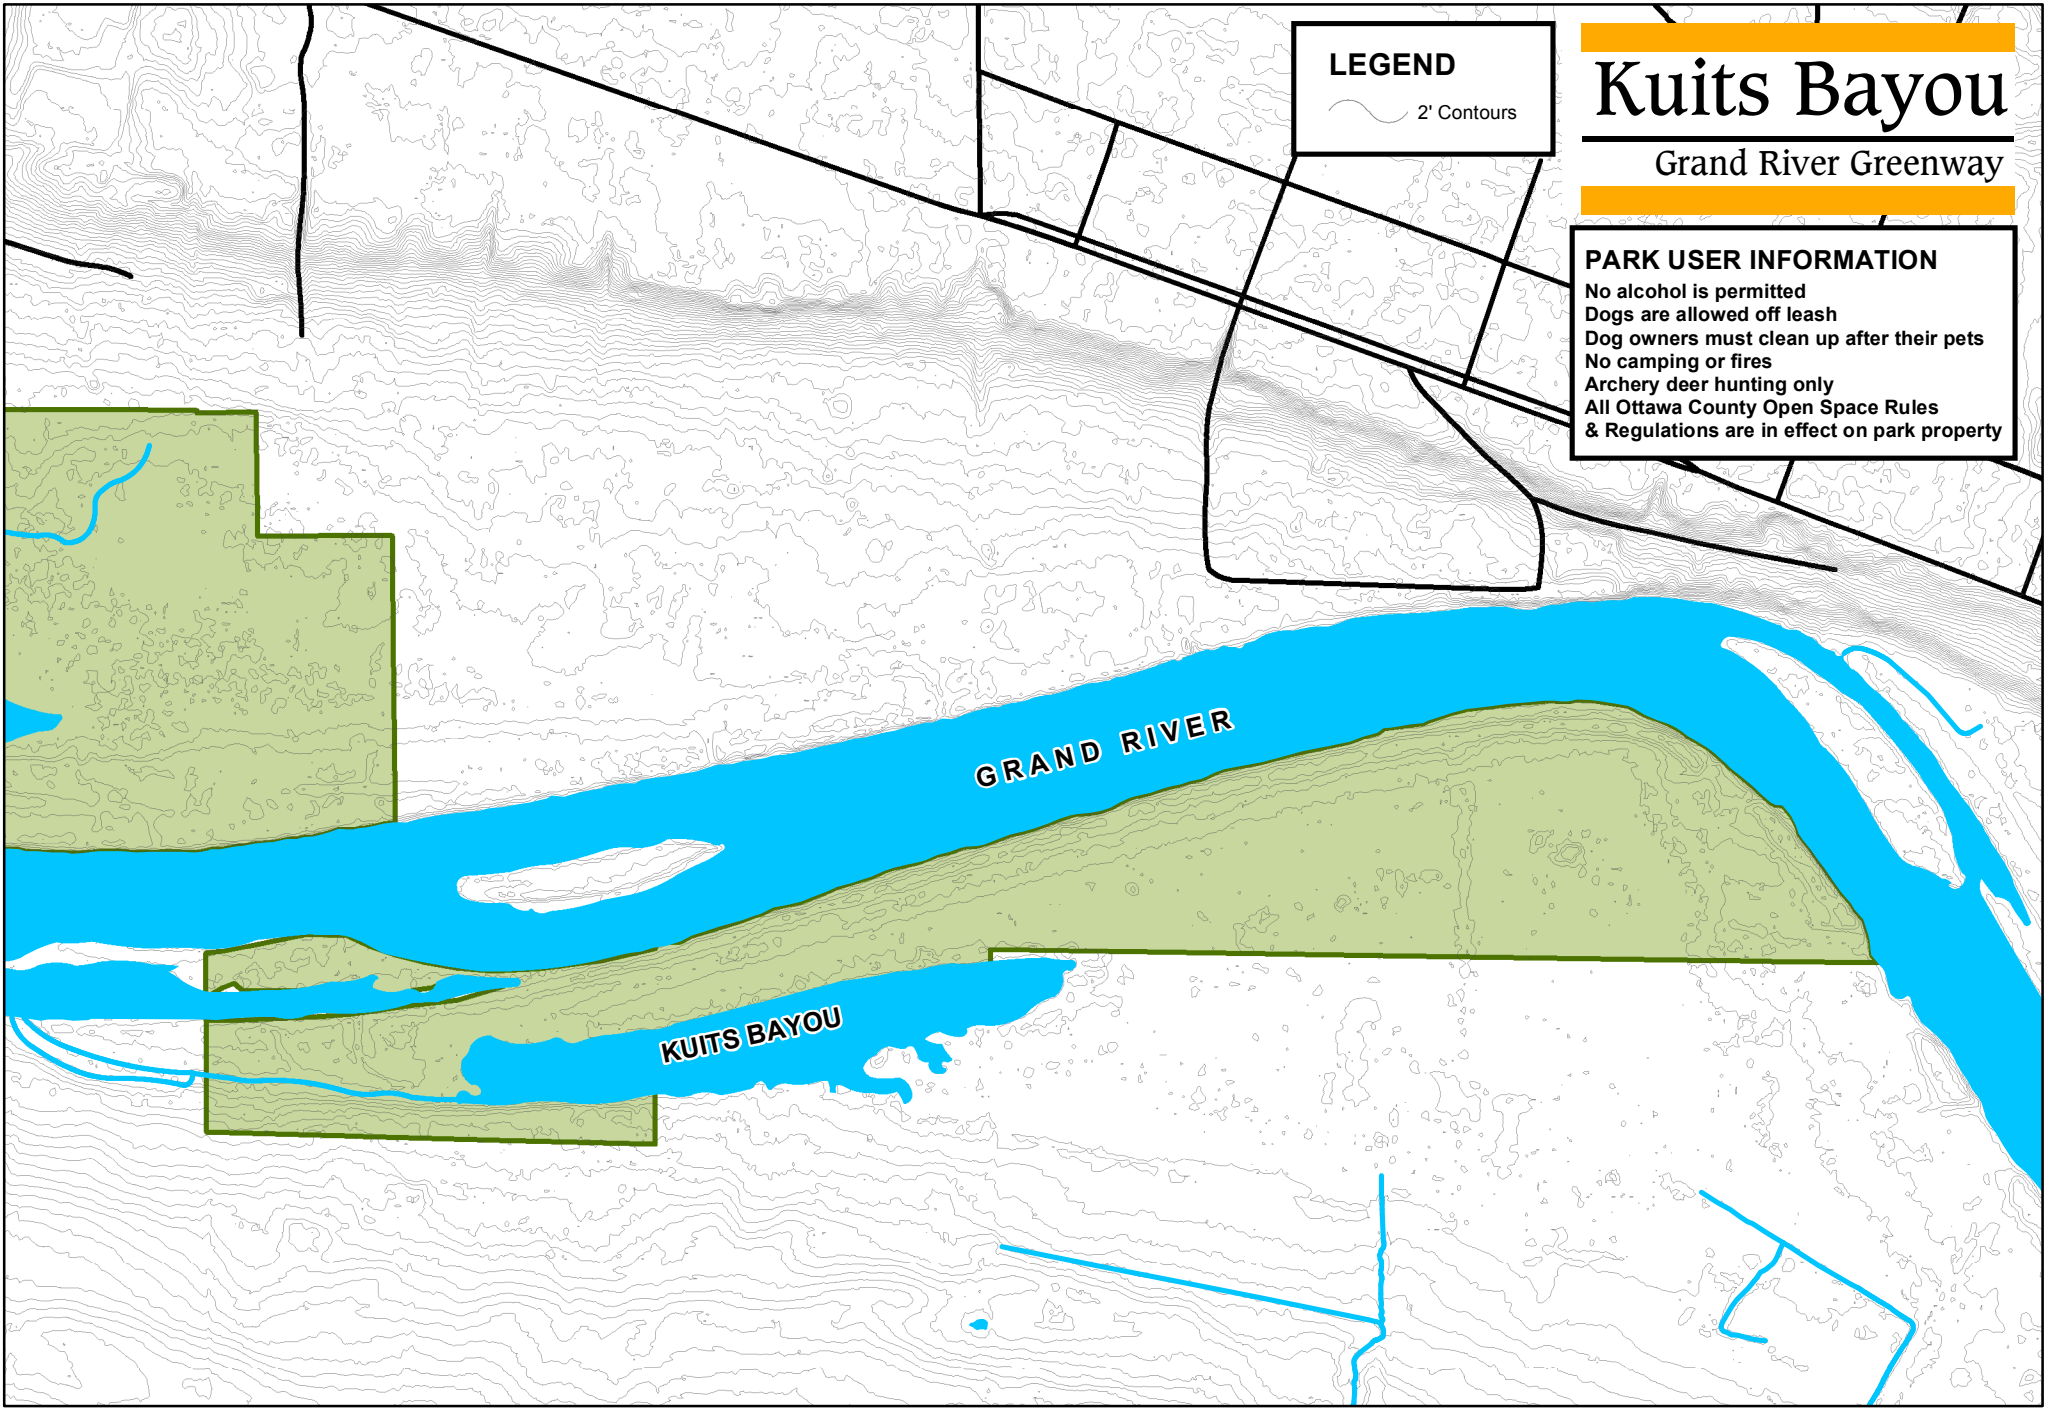 LEGEND
2' Contours
Kuits Bayou
Grand River Greenway
PARK USER INFORMATION
No alcohol is permitted
Dogs are allowed off leash
Dog owners must clean up after their pets
No camping or fires
Archery deer hunting only
All Ottawa County Open Space Rules
& Regulations are in effect on park property
GRAND RIVER
KUITS BAYOU